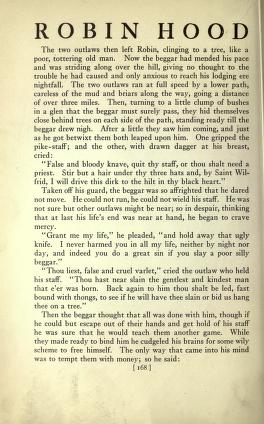 ROBIN HOOD
The two outlaws then left Robin, clinging to a tree, like a
poor, tottering old man. Now the beggar had mended his pace
and was striding along over the hill, giving no thought to the
trouble he had caused and only anxious to reach his lodging ere
nightfall. The two outlaws ran at full speed by a lower path,
careless of the mud and briars along the way, going a distance
of over three miles. Then, turning to a little clump of bushes
in a glen that the beggar must surely pass, they hid themselves
close behind trees on each side of the path, standing ready till the
beggar drew nigh. After a little they saw him coming, and just
as he got betwixt them both leaped upon him. One gripped the
pike-staff; and the other, with drawn dagger at his breast,
cried:
"False and bloody knave, quit thy staff, or thou shalt need a
priest. Stir but a hair under thy three hats and, by Saint Wil-
frid, I will drive this dirk to the hilt in thy black heart."
Taken off his guard, the beggar was so affrighted that he dared
not move. He could not run, he could not wield his staff. He was
not sure but other outlaws might be near; so in despair, thinking
that at last his life's end was near at hand, he began to crave
mercy.
"Grant me my life," he pleaded, "and hold away that ugly
knife. I never harmed you in all my life, neither by night nor
day, and indeed you do a great sin if you slay a poor silly
beggar."
"Thou liest, false and cruel varlet," cried the outlaw who held
his staff. "Thou hast near slain the gentlest and kindest man
that e'er was born. Back again to him thou shalt be led, fast
bound with thongs, to see if he will have thee slain or bid us hang
thee on a tree."
Then the beggar thought that all was done with him, though if
he could but escape out of their hands and get hold of his staff
he was sure that he would teach them another game. While
they made ready to bind him he cudgeled his brains for some wily
scheme to free himself. The only way that came into his mind
was to tempt them with money; so he said:
[168]